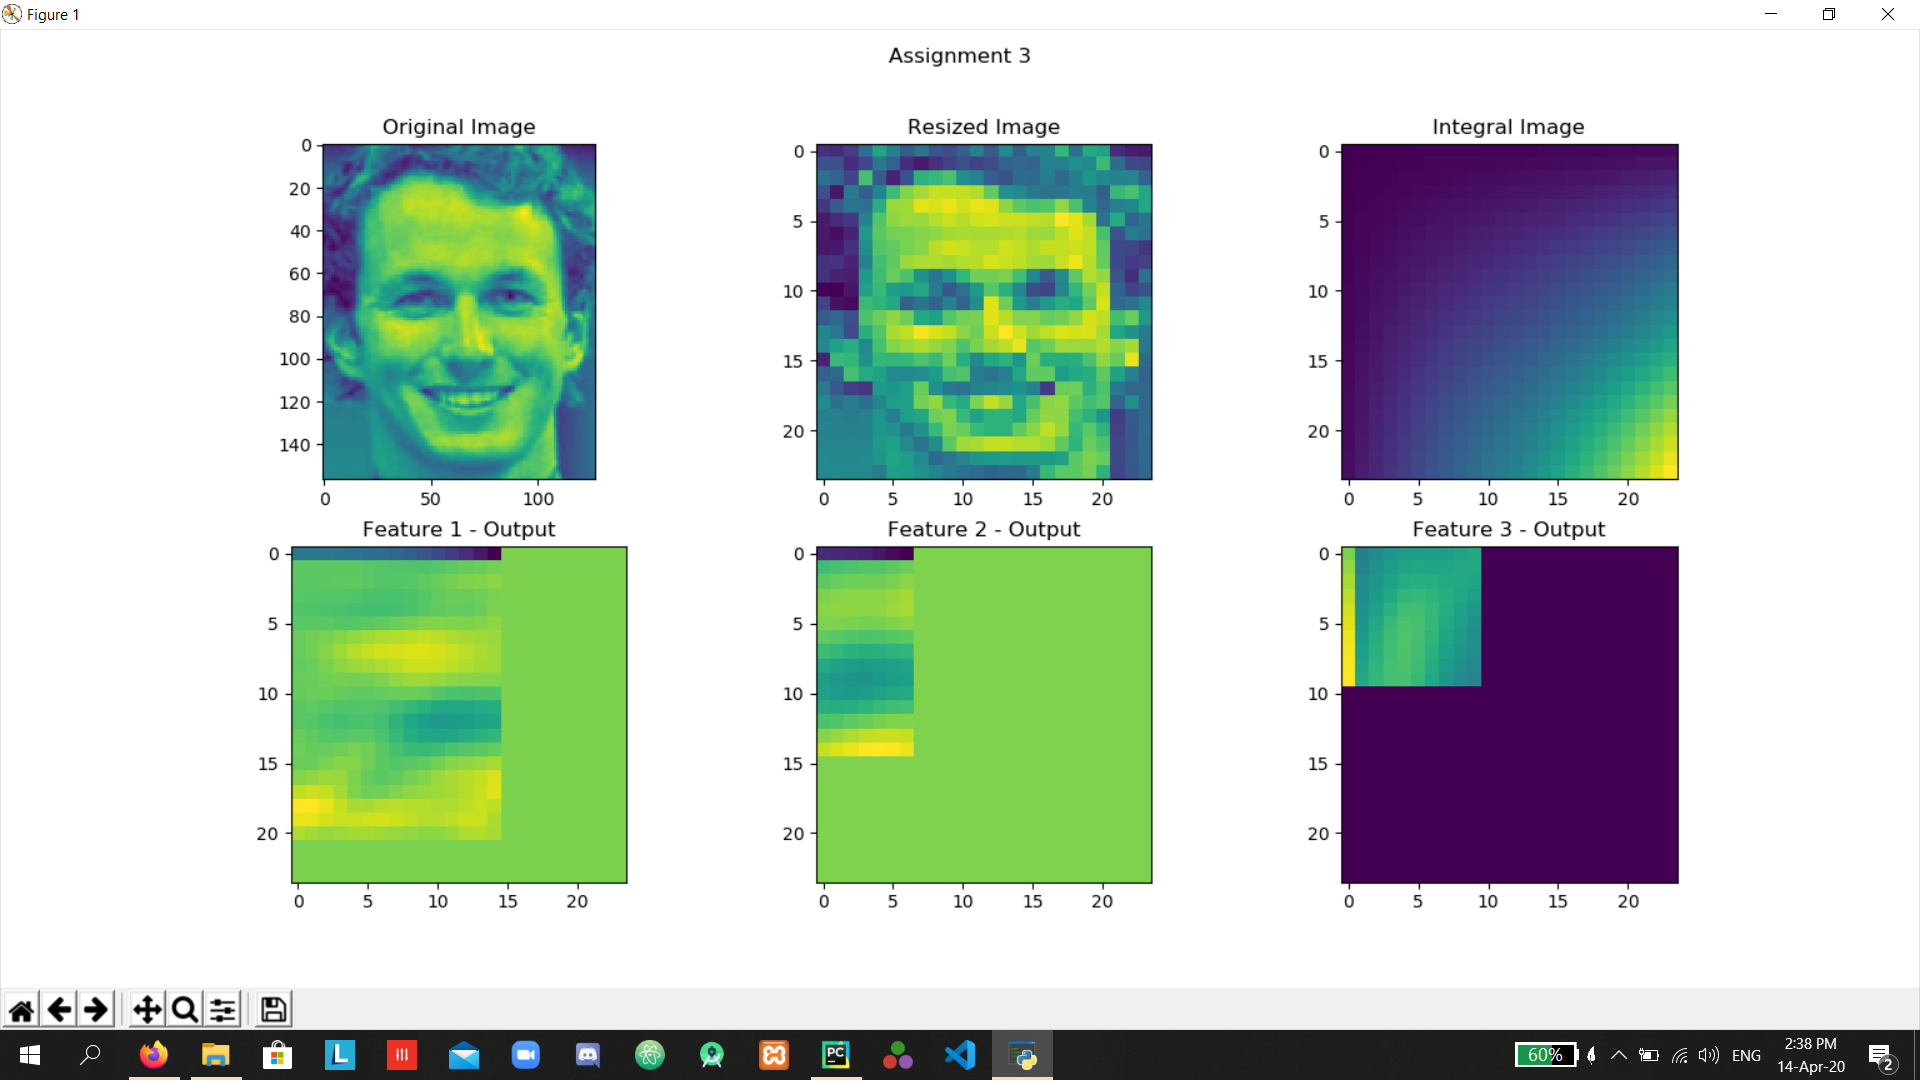 Figure 1
Assignment 3
Original Image
0
20
40
60
80
100
120
140
0 50 100
Resized Image
0
5
10
15
20
0 5 10 15 20
Integral Image
0
5
10
15
20
0 5 10 15 20
Feature 1 - Output
0
5
10
15
20
0 5 10 15 20
Feature 2 - Output
0
5
10
15
20
0 5 10 15 20
Feature 3 - Output
0
5
10
15
20
0 5 10 15 20
L
PC
60%
ENG
2:38 PM
14-Apr-20
2